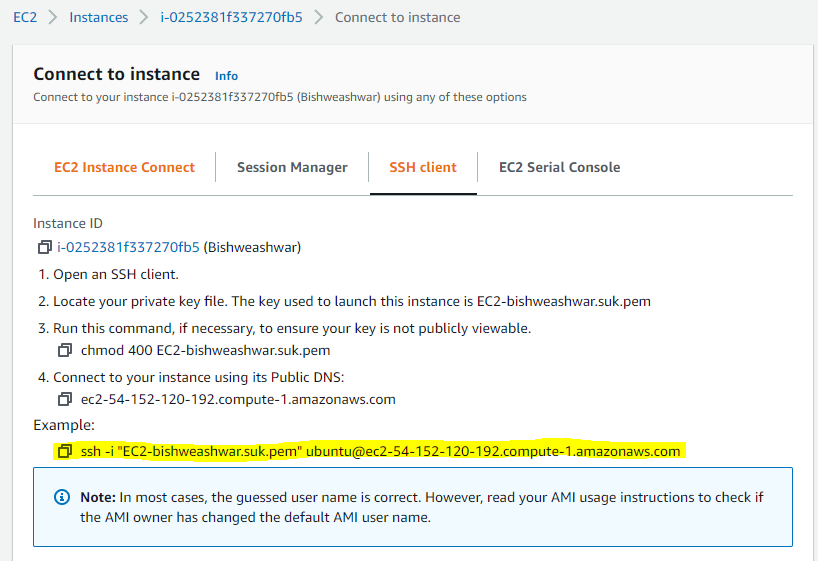 EC2 > Instances > i-0252381f337270fb5 > Connect to instance
Connect to instance Info
Connect to your instance i-0252381f337270fb5 (Bishweashwar) using any of these options
EC2 Instance Connect Session Manager SSH client EC2 Serial Console
Instance ID
i-0252381f337270fb5 (Bishweashwar)
1. Open an SSH client.
2. Locate your private key file. The key used to launch this instance is EC2-bishweashwar.suk.pem
3. Run this command, if necessary, to ensure your key is not publicly viewable.
chmod 400 EC2-bishweashwar.suk.pem
4. Connect to your instance using its Public DNS:
ec2-54-152-120-192.compute-1.amazonaws.com
Example:
ssh -i "EC2-bishweashwar.suk.pem" ubuntu@ec2-54-152-120-192.compute-1.amazonaws.com
Note: In most cases, the guessed user name is correct. However, read your AMI usage instructions to check if
the AMI owner has changed the default AMI user name.